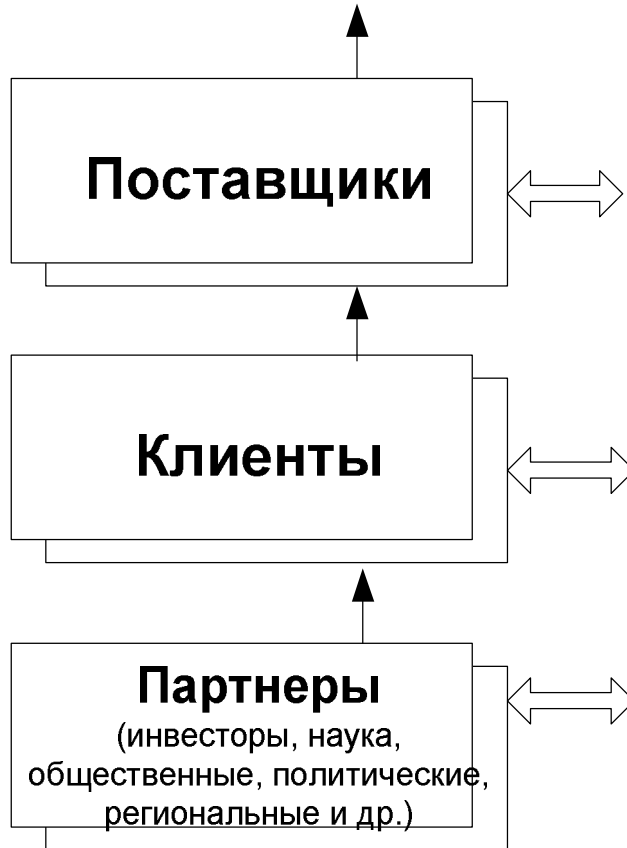 Поставщики
Клиенты
Партнеры
(инвесторы, наука,
общественные, политические,
региональные и др.)